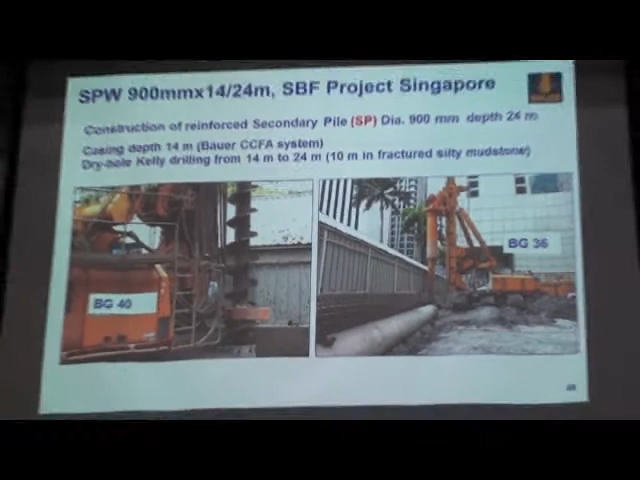 SPW 900mmx14/24m, SBF Project Singapore
Construction of reinforced Secondary Pile (SP) Dia. 900 mm depth 24 m
Casing depth 14 m (Bauer CCFA system)
Dry-hole Kelly drilling from 14 m to 24 m (10 m in fractured silty mudstone)
BG 40
BG 36